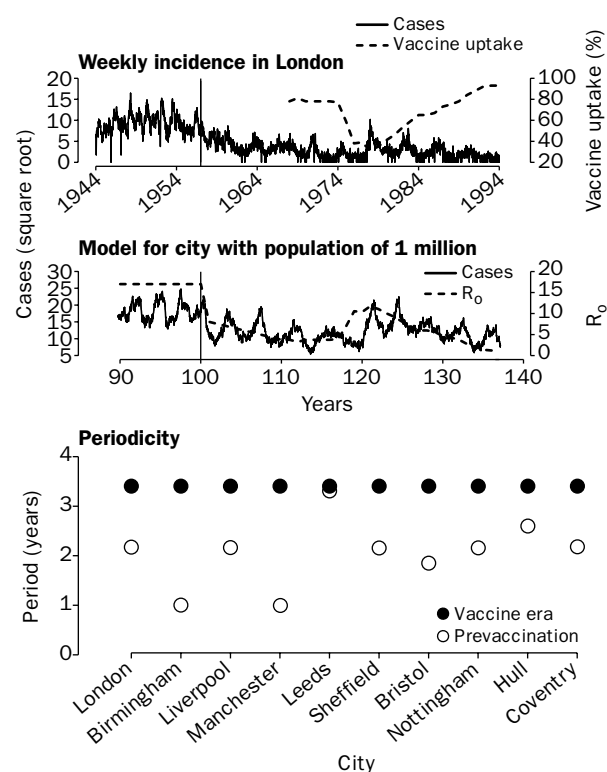 Cases
Vaccine uptake
Weekly incidence in London
20
15
10
5
0
100
80
60
40
20
1944
1954
1964
1974
1984
1994
Cases (square root)
Vaccine uptake (%)
Model for city with population of 1 million
Cases
R₀
30
25
20
15
10
5
20
15
10
5
0
R₀
90
100
110
120
130
140
Years
Periodicity
4
3
2
1
0
Period (years)
Vaccine era
Prevaccination
London
Birmingham
Liverpool
Manchester
Leeds
Sheffield
Bristol
Nottingham
Hull
Coventry
City